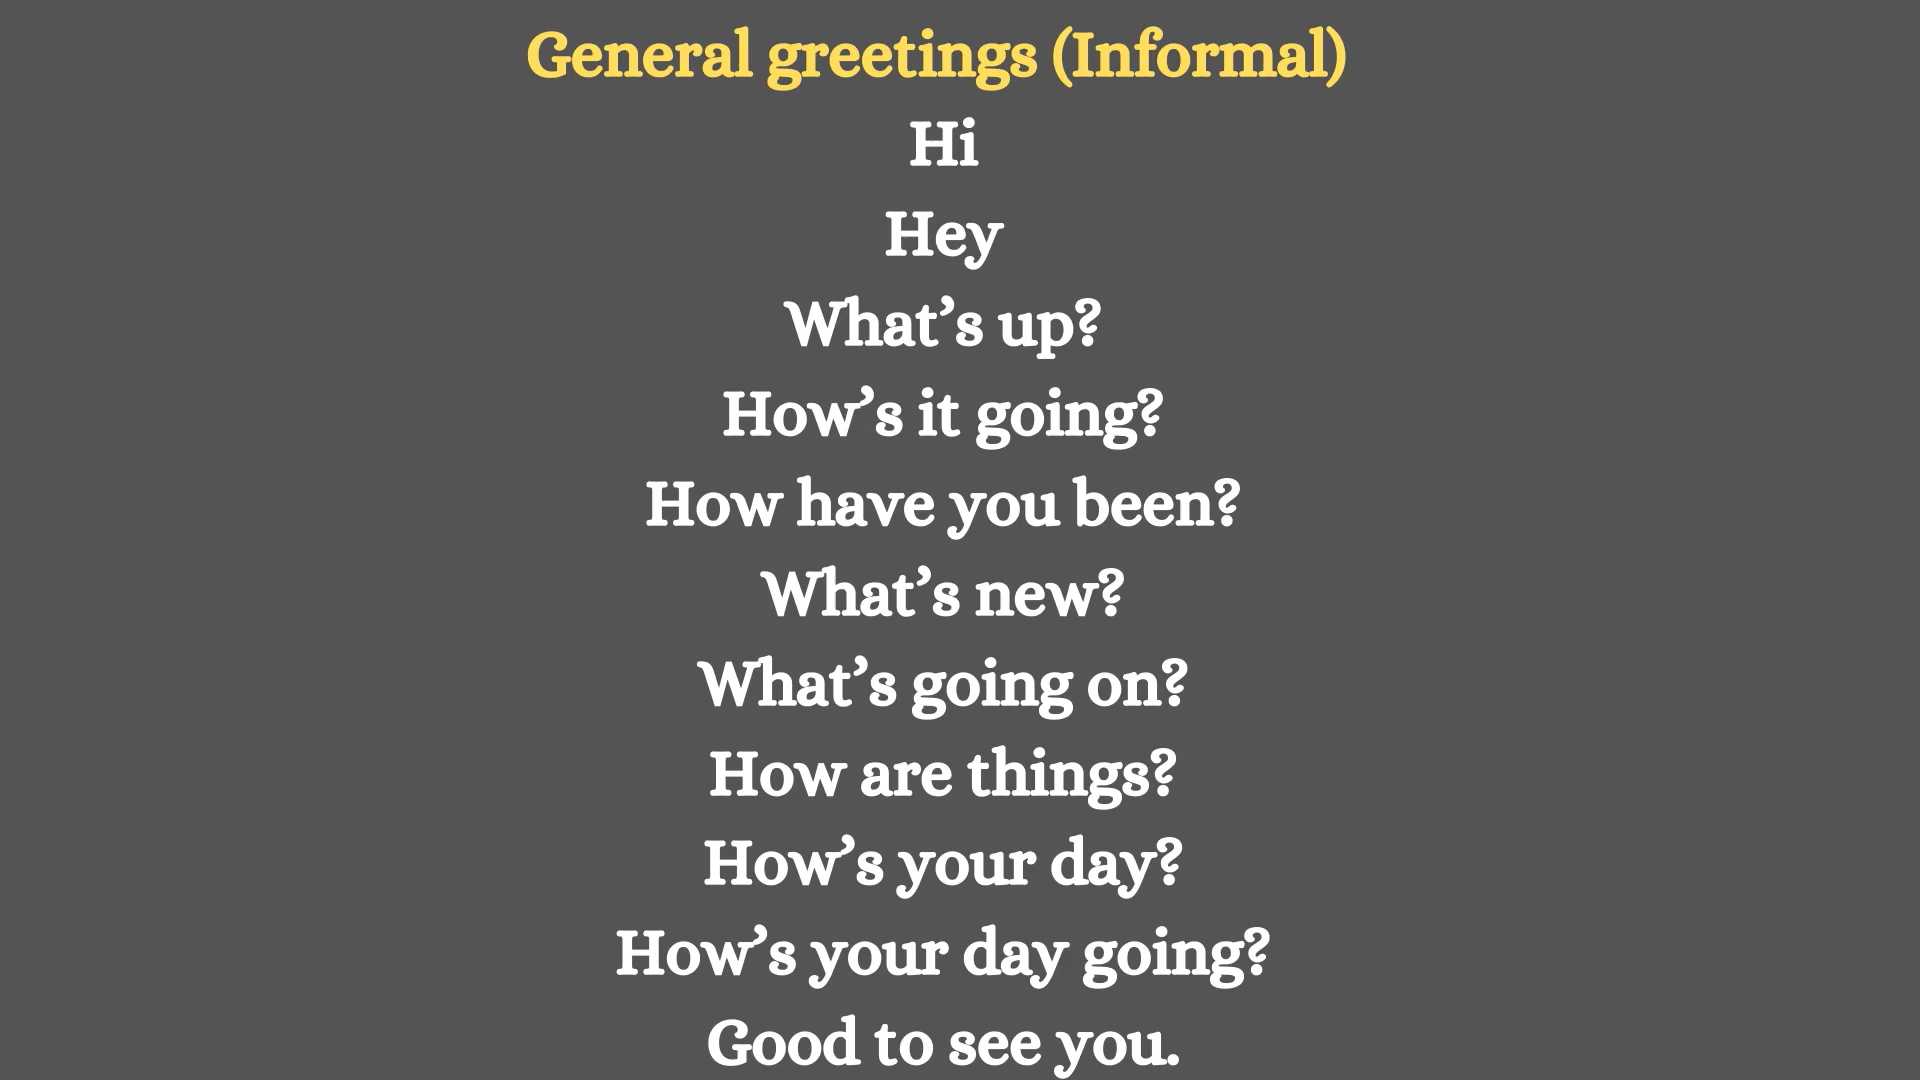 General greetings (Informal)
Hi
Hey
What’s up?
How’s it going?
How have you been?
What’s new?
What’s going on?
How are things?
How’s your day?
How’s your day going?
Good to see you.